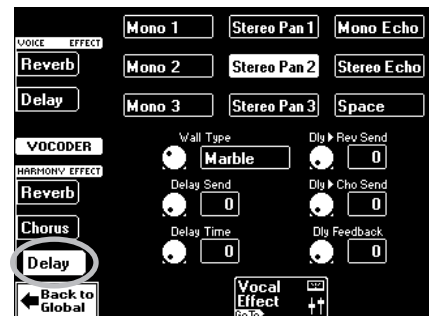 Mono 1 Stereo Pan 1 Mono Echo
VOICE EFFECT
Reverb Mono 2 Stereo Pan 2 Stereo Echo
Delay Mono 3 Stereo Pan 3 Space
Wall Type Dly▶Rev Send
VOCODER Marble 0
HARMONY EFFECT
Reverb Delay Send Dly▶Cho Send
0 0
Chorus Delay Time Dly Feedback
Delay 0 0
Back to Vocal
Global Effect
GoTo